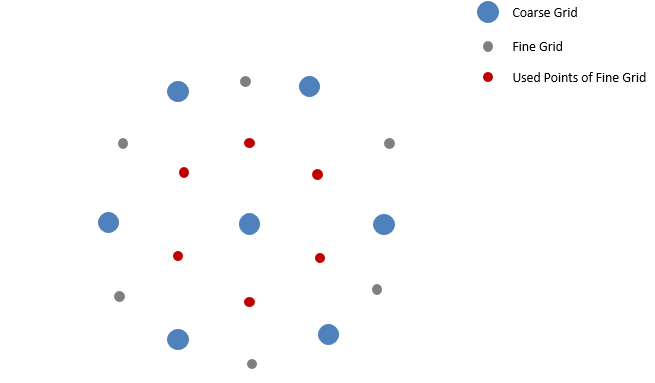 Coarse Grid
Fine Grid
Used Points of Fine Grid